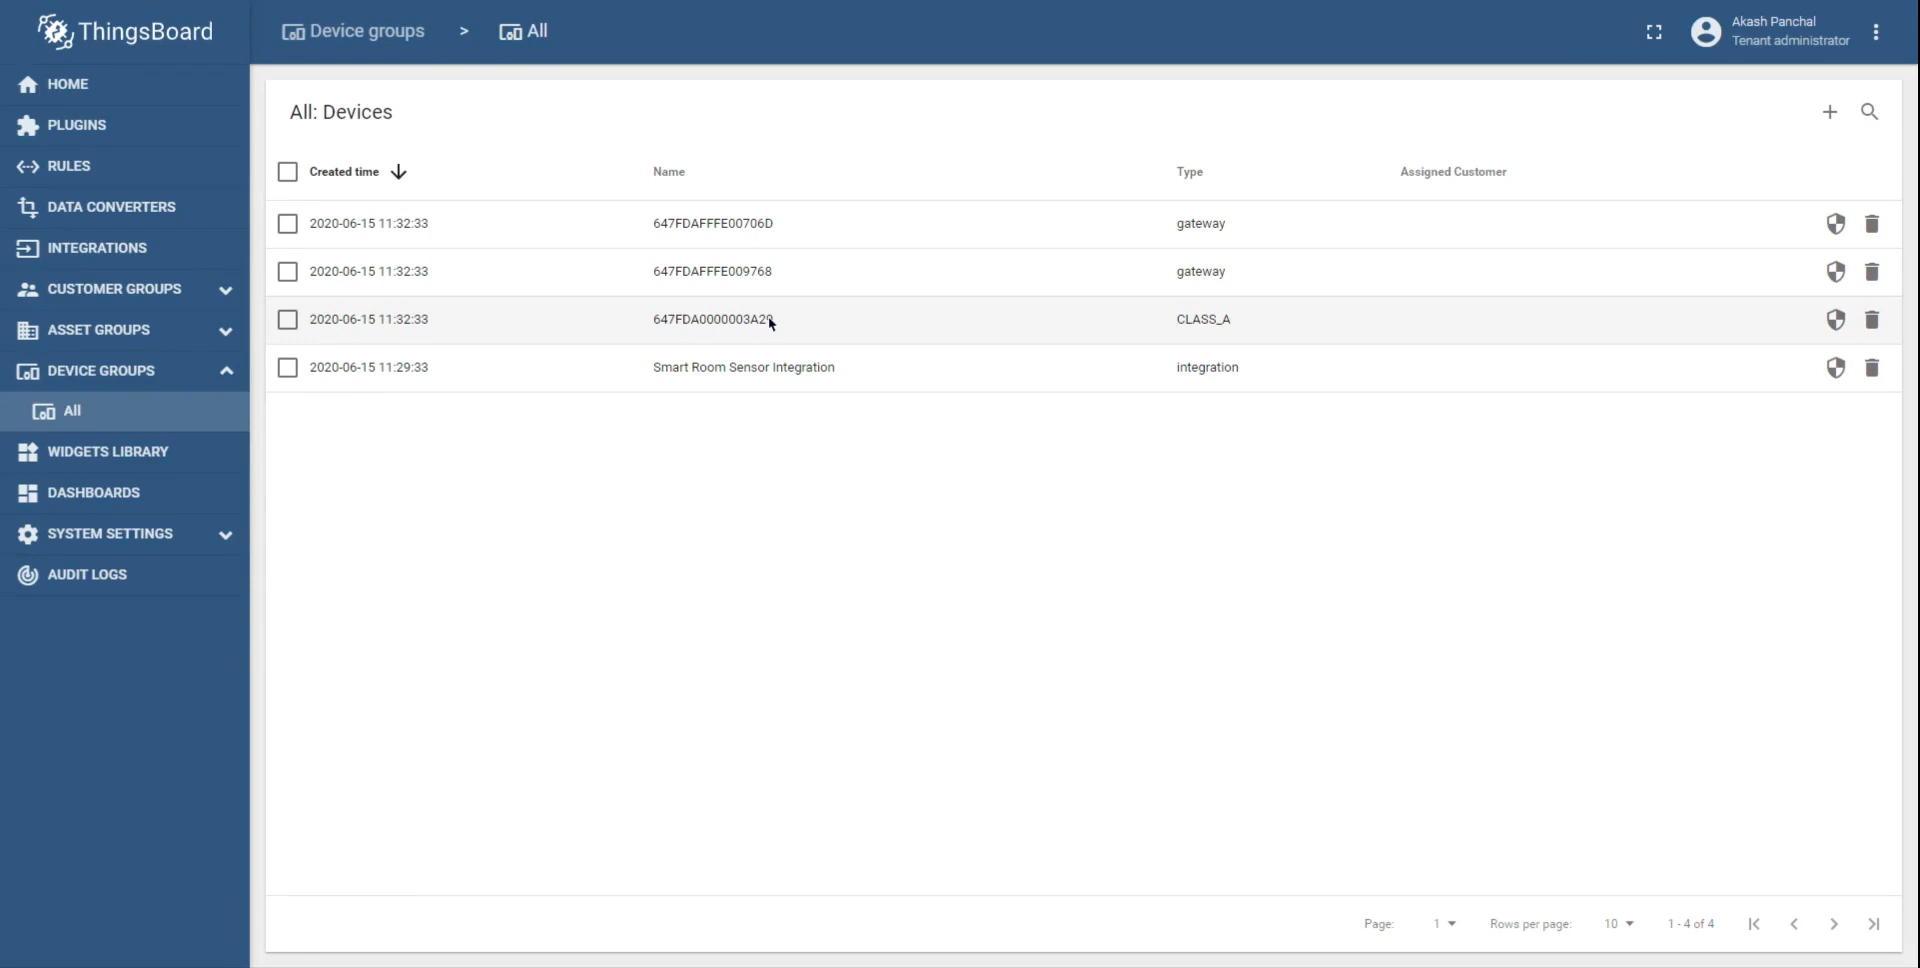 ThingsBoard
Device groups > All
Akash Panchal
Tenant administrator
HOME
PLUGINS
RULES
DATA CONVERTERS
INTEGRATIONS
CUSTOMER GROUPS
ASSET GROUPS
DEVICE GROUPS
All
WIDGETS LIBRARY
DASHBOARDS
SYSTEM SETTINGS
AUDIT LOGS
All: Devices
Created time Name Type Assigned Customer
2020-06-15 11:32:33 647FDAFFFE00706D gateway
2020-06-15 11:32:33 647FDAFFFE009768 gateway
2020-06-15 11:32:33 CLASS_A
2020-06-15 11:29:33 Smart Room Sensor Integration integration
Page: 1 Rows per page: 10 1 - 4 of 4